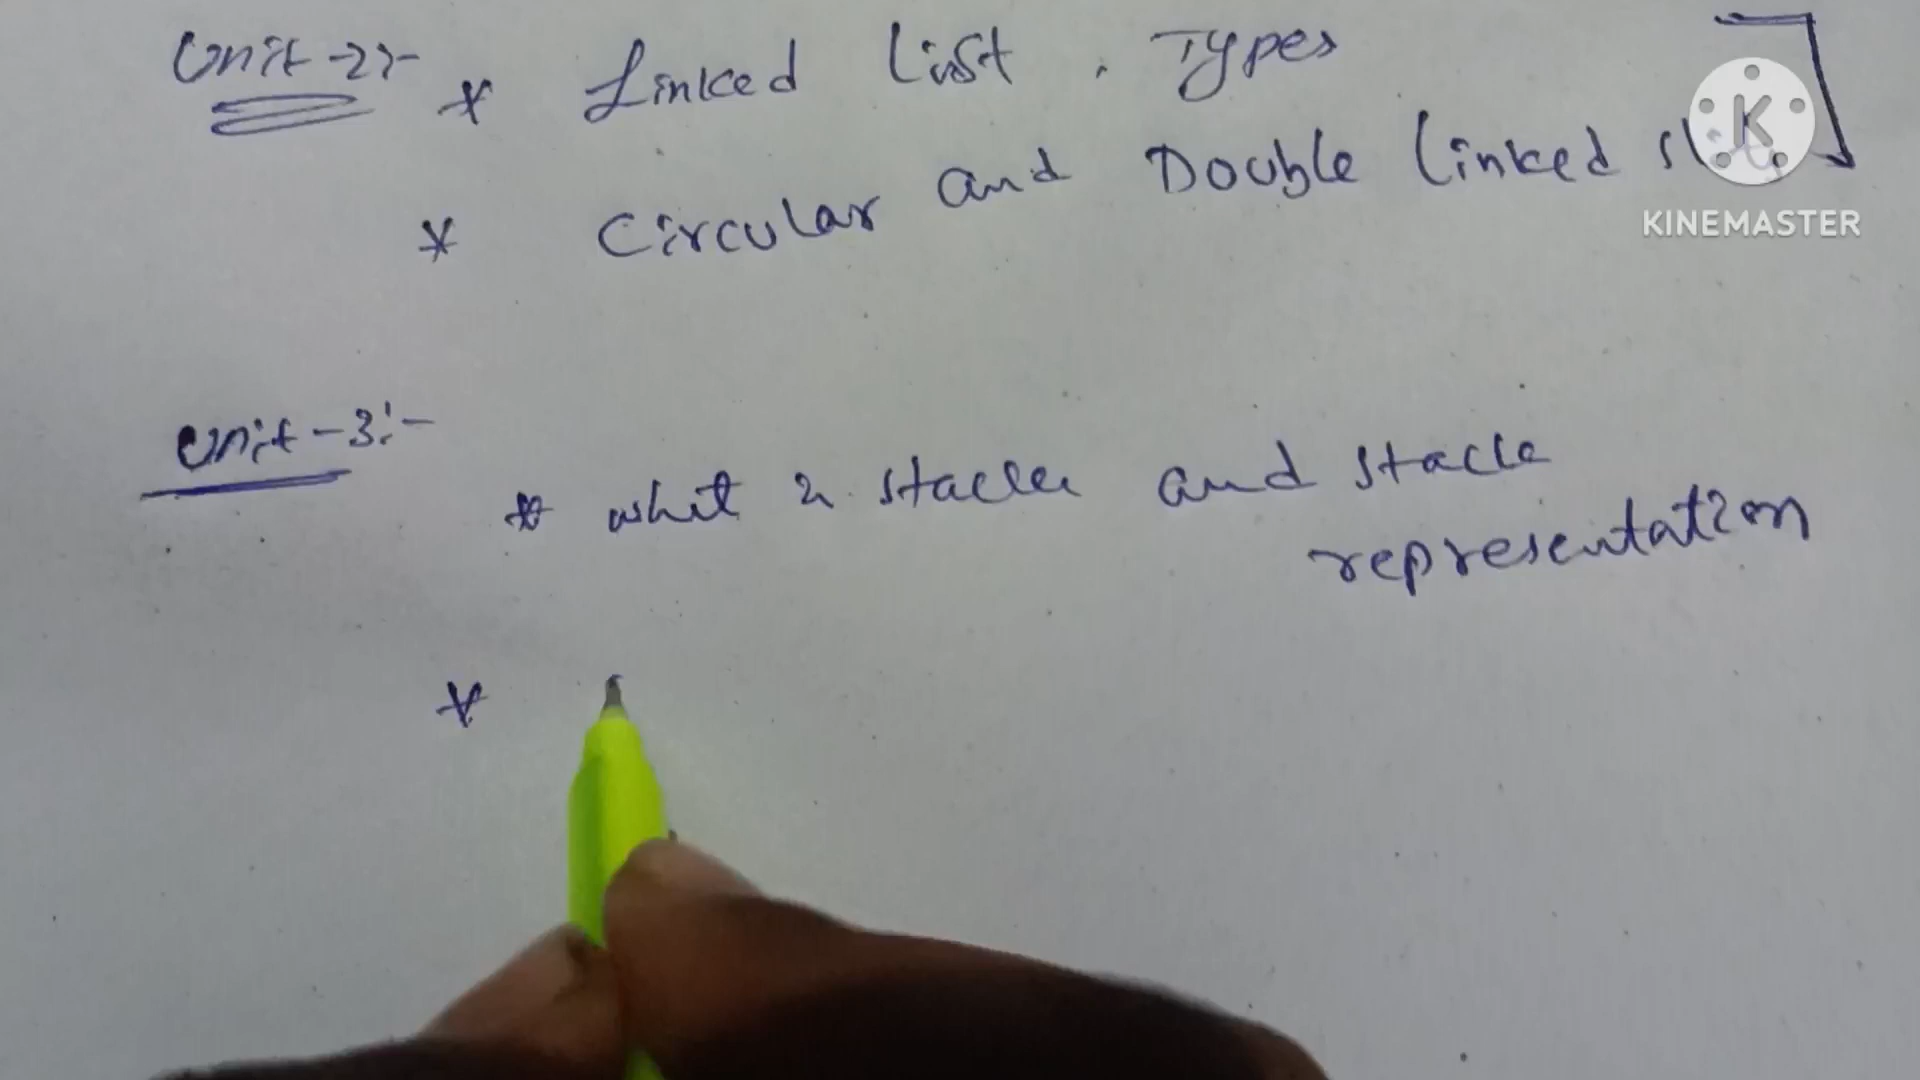 Unit-2:-
* Linked List. Types
* Circular and Double Linked
KINEMASTER
Unit-3:-
* what is stack and stack
representation
*